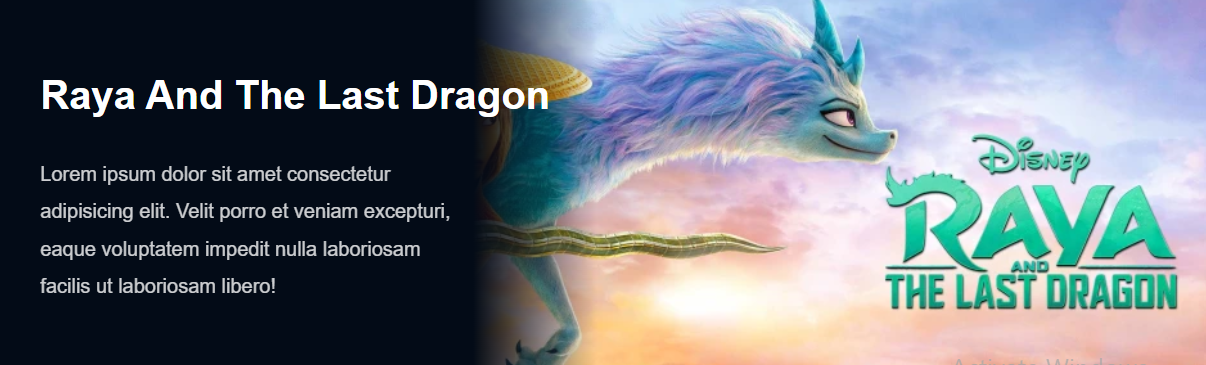 Raya And The Last Dragon
Lorem ipsum dolor sit amet consectetur
adipisicing elit. Velit porro et veniam excepturi,
eaque voluptatem impedit nulla laboriosam
facilis ut laboriosam libero!
Disney
RAYA
AND
THE LAST DRAGON